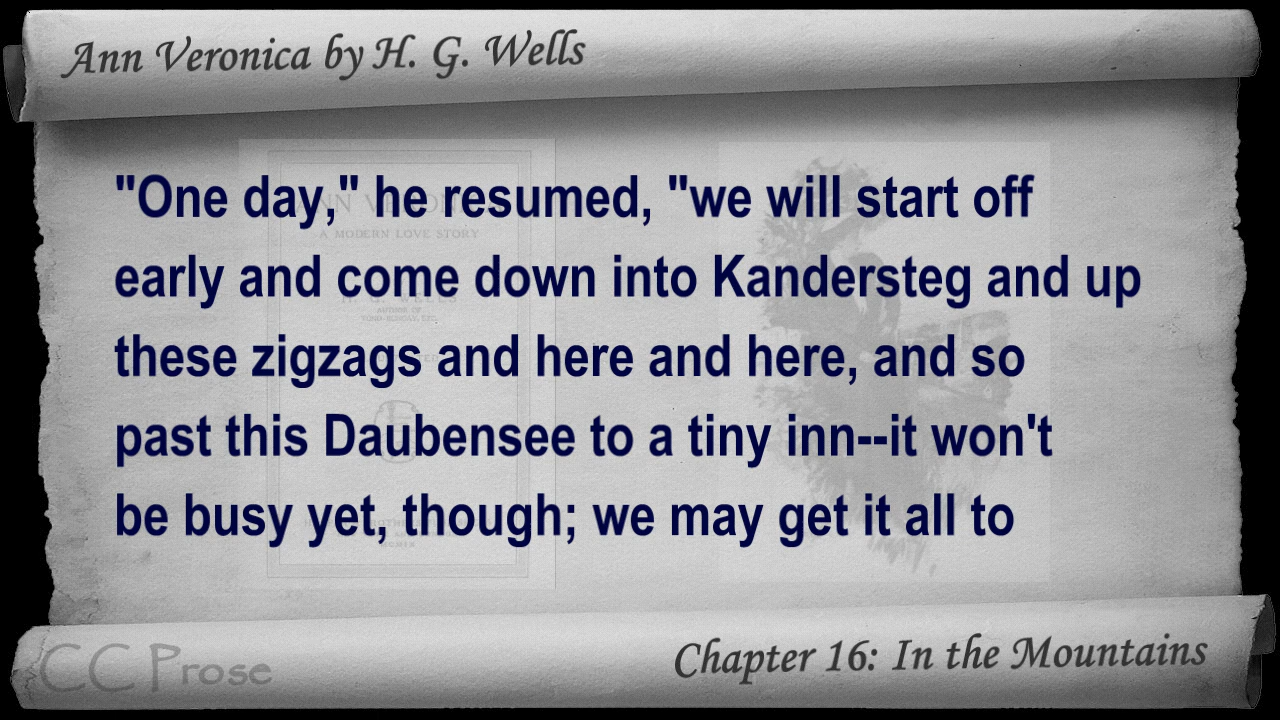 Ann Veronica by H. G. Wells
"One day," he resumed, "we will start off
early and come down into Kandersteg and up
these zigzags and here and here, and so
past this Daubensee to a tiny inn--it won't
be busy yet, though; we may get it all to
CC Prose
Chapter 16: In the Mountains